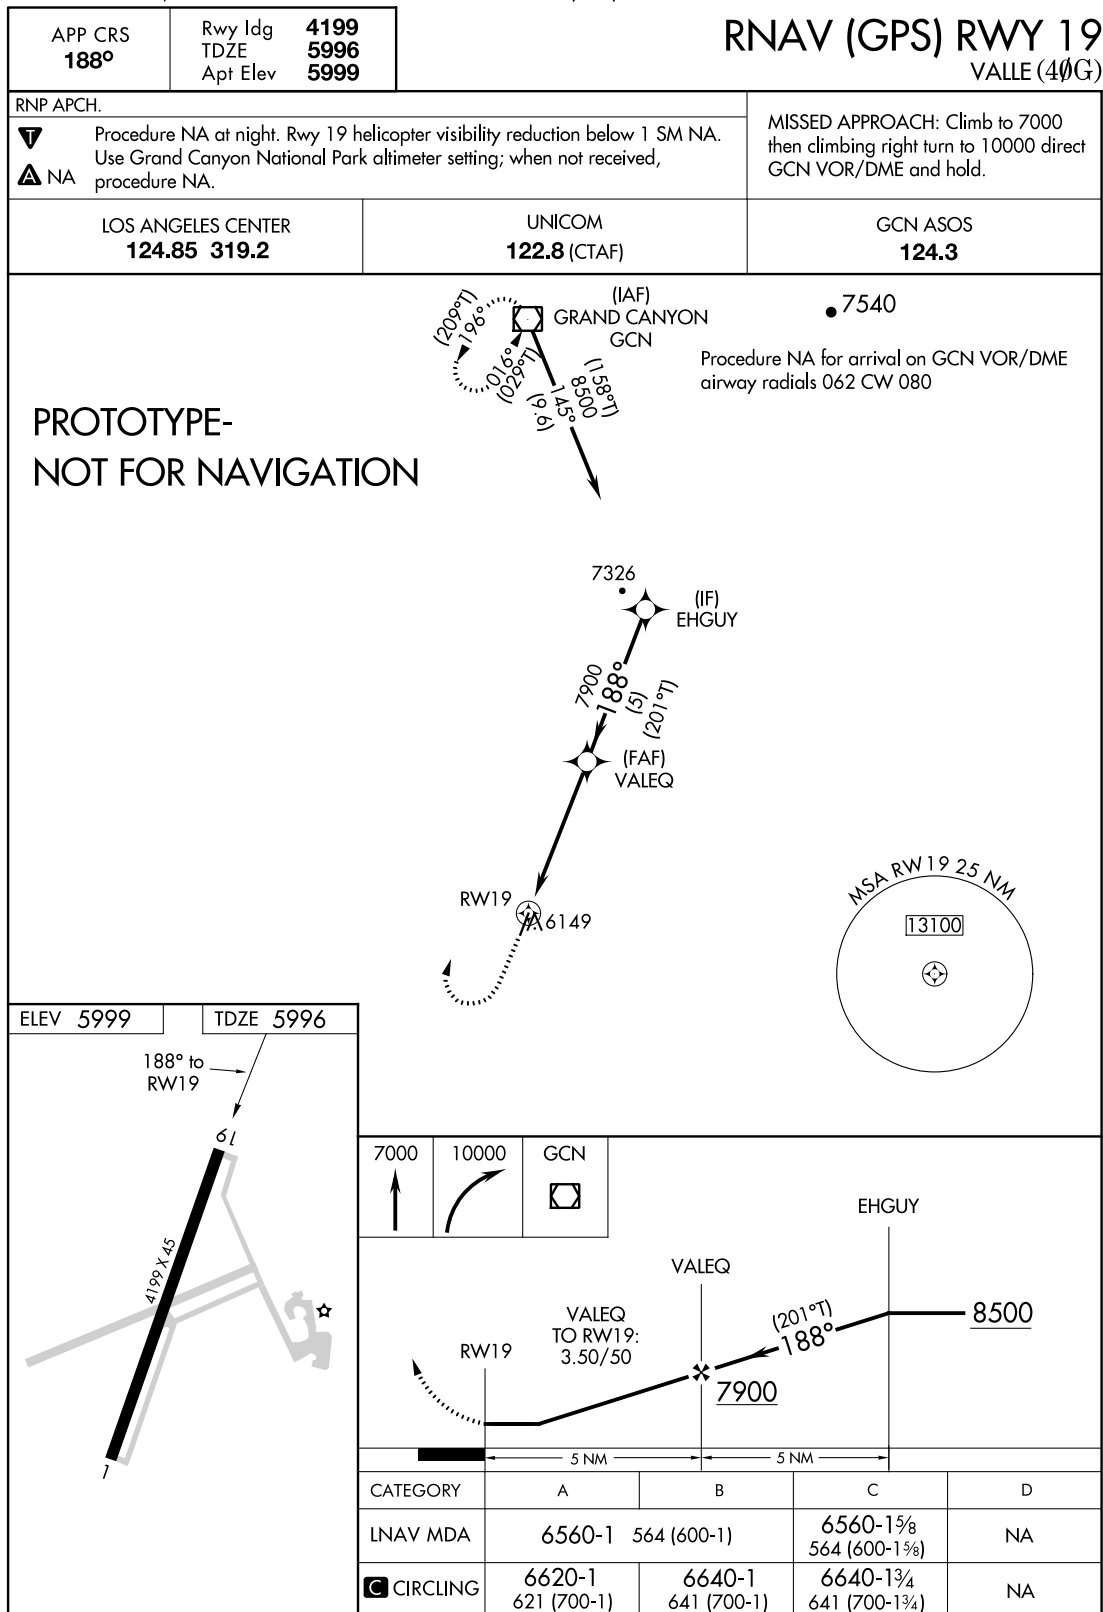 APP CRS
188°
Rwy ldg 4199
TDZE 5996
Apt Elev 5999
RNAV (GPS) RWY 19
VALLE (40G)
RNP APCH.
T
A NA
Procedure NA at night. Rwy 19 helicopter visibility reduction below 1 SM NA.
Use Grand Canyon National Park altimeter setting; when not received,
procedure NA.
MISSED APPROACH: Climb to 7000
then climbing right turn to 10000 direct
GCN VOR/DME and hold.
LOS ANGELES CENTER
124.85 319.2
UNICOM
122.8 (CTAF)
GCN ASOS
124.3
(IAF)
GRAND CANYON
GCN
(209°T)
196°
016°
(029°T)
(158°T)
8500
145°
(9.6)
7540
Procedure NA for arrival on GCN VOR/DME
airway radials 062 CW 080
PROTOTYPE-
NOT FOR NAVIGATION
7326
(IF)
EHGUY
7900
188°
(5)
(201°T)
(FAF)
VALEQ
RW19
6149
MSA RW19 25 NM
13100
ELEV 5999
TDZE 5996
188° to
RW19
19
4199 X 45
1
7000
10000
GCN
EHGUY
VALEQ
VALEQ
TO RW19:
3.50/50
RW19
(201°T)
188°
8500
7900
5 NM
5 NM
CATEGORY A B C D
LNAV MDA 6560-1 564 (600-1) 6560-1⅝ NA
564 (600-1⅝)
C CIRCLING 6620-1 6640-1 6640-1¾ NA
621 (700-1) 641 (700-1) 641 (700-1¾)